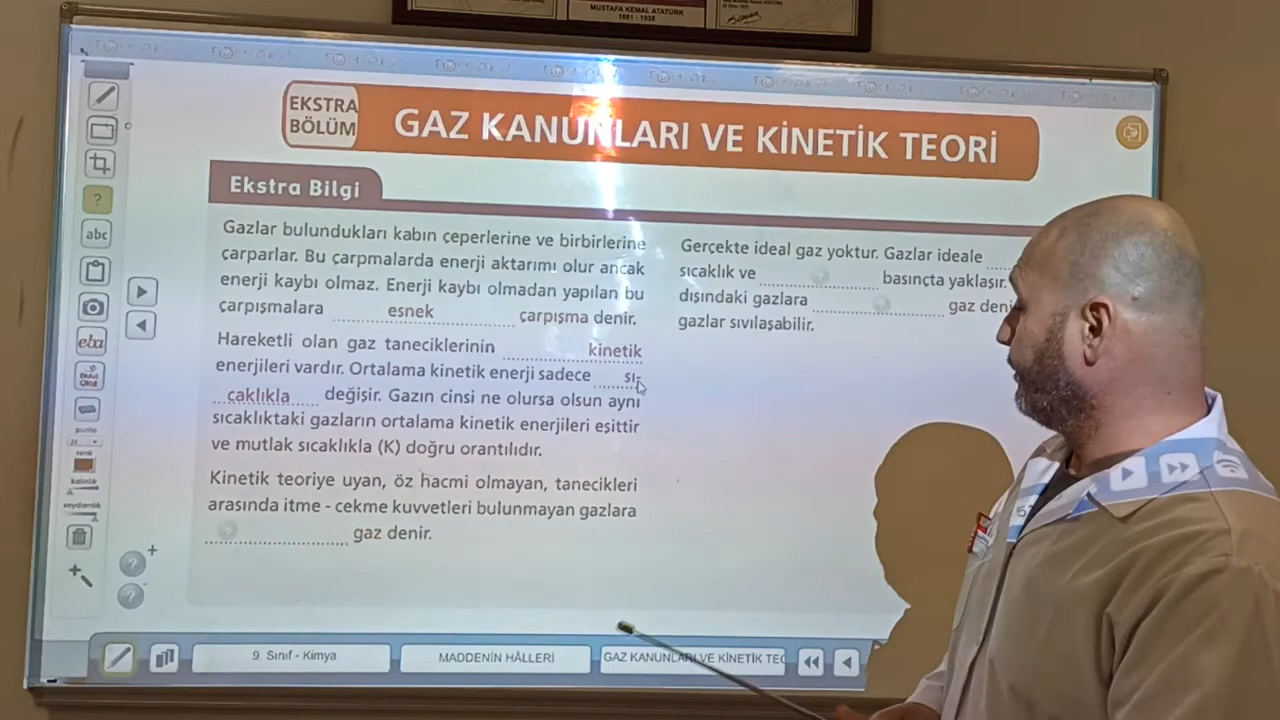 MUSTAFA KEMAL ATATÜRK
1881 - 1938
EKSTRA
BÖLÜM
GAZ KANUNLARI VE KİNETİK TEORİ
Ekstra Bilgi
Gazlar bulundukları kabın çeperlerine ve birbirlerine
çarparlar. Bu çarpmalarda enerji aktarımı olur ancak
enerji kaybı olmaz. Enerji kaybı olmadan yapılan bu
çarpışmalara esnek çarpışma denir.
Hareketli olan gaz taneciklerinin kinetik
enerjileri vardır. Ortalama kinetik enerji sadece sı-
caklıkla değişir. Gazın cinsi ne olursa olsun aynı
sıcaklıktaki gazların ortalama kinetik enerjileri eşittir
ve mutlak sıcaklıkla (K) doğru orantılıdır.
Kinetik teoriye uyan, öz hacmi olmayan, tanecikleri
arasında itme - çekme kuvvetleri bulunmayan gazlara
gaz denir.
Gerçekte ideal gaz yoktur. Gazlar ideale
sıcaklık ve basınçta yaklaşır.
dışındaki gazlara gaz deni
gazlar sıvılaşabilir.
abc
eba
9. Sınıf - Kimya
MADDENİN HÂLLERİ
GAZ KANUNLARI VE KİNETİK TEO